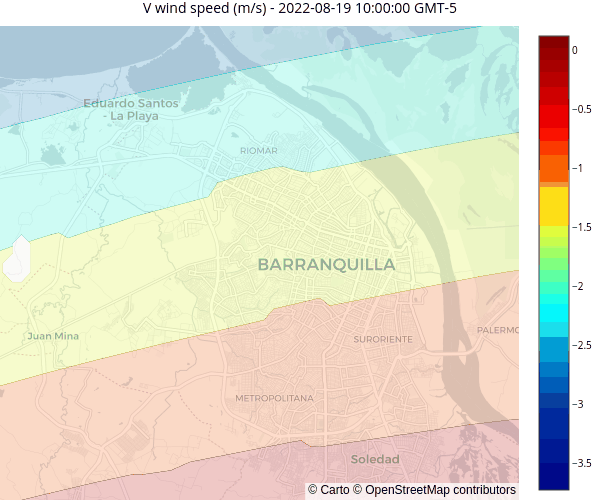 V wind speed (m/s) - 2022-08-19 10:00:00 GMT-5
0
Eduardo Santos
- La Playa
−0.5
RIOMAR
−1
−1.5
BARRANQUILLA
−2
Juan Mina
SURORIENTE
PALERMO
−2.5
METROPOLITANA
−3
Soledad
−3.5
© Carto © OpenStreetMap contributors